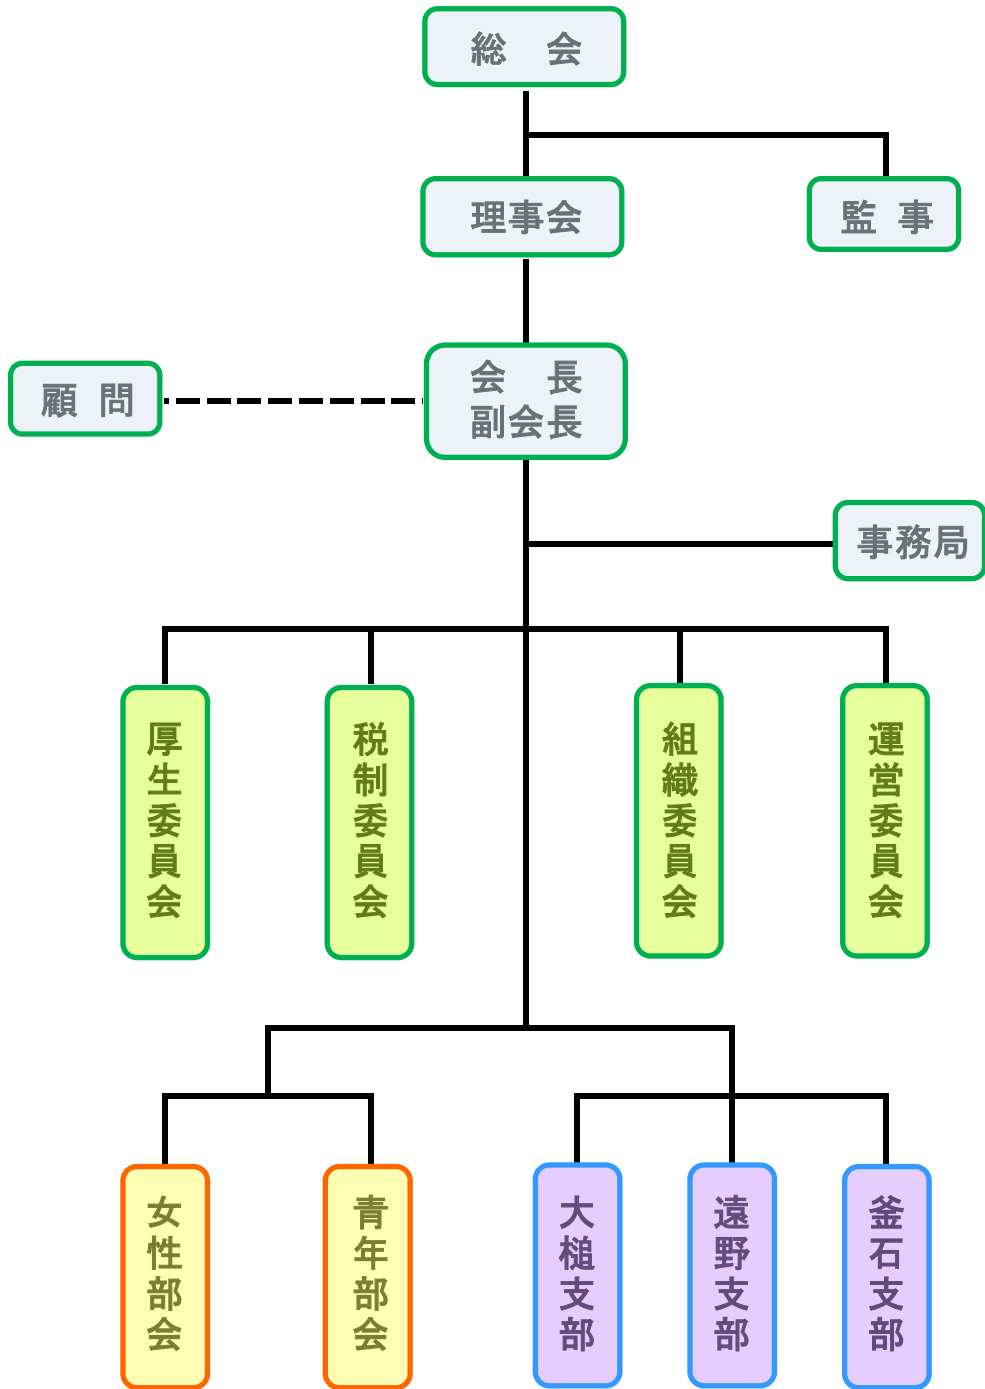 総　会
理事会
監 事
会　長
副会長
顧 問
事務局
厚生委員会
税制委員会
組織委員会
運営委員会
女性部会
青年部会
大槌支部
遠野支部
釜石支部